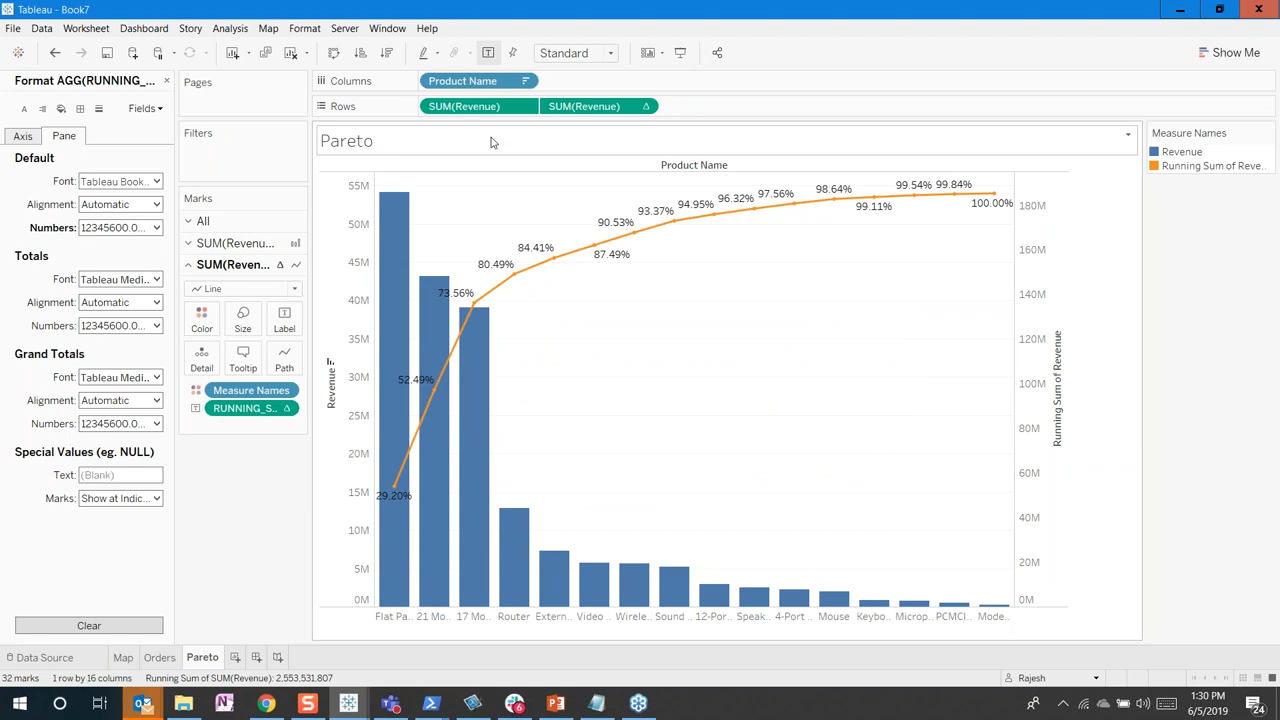 Tableau - Book7
File Data Worksheet Dashboard Story Analysis Map Format Server Window Help
Standard
Show Me
Format AGG(RUNNING_... ×
Fields
Axis Pane
Default
Font: Tableau Book..
Alignment: Automatic
Numbers: 12345600.0...
Totals
Font: Tableau Medi..
Alignment: Automatic
Numbers: 12345600.0...
Grand Totals
Font: Tableau Medi..
Alignment: Automatic
Numbers: 12345600.0...
Special Values (eg. NULL)
Text: (Blank)
Marks: Show at Indic...
Clear
Pages
Filters
Marks
All
SUM(Revenu...
SUM(Reven...
Line
Color Size Label
Detail Tooltip Path
Measure Names
RUNNING_S..
Columns Product Name
Rows SUM(Revenue) SUM(Revenue)
Pareto
Product Name
Revenue
55M
50M
45M
40M
35M
30M
25M
20M
15M
10M
5M
0M
29.20%
52.49%
73.56%
80.49%
84.41%
87.49%
90.53%
93.37%
94.95%
96.32%
97.56%
98.64%
99.11%
99.54%
99.84%
100.00%
180M
160M
140M
120M
100M
80M
60M
40M
20M
0M
Running Sum of Revenue
Flat Pa.. 21 Mo.. 17 Mo.. Router Extern.. Video .. Wirele.. Sound .. 12-Por.. Speak.. 4-Port .. Mouse Keybo.. Microp.. PCMCI.. Mode..
Measure Names
Revenue
Running Sum of Reve..
Data Source Map Orders Pareto
32 marks 1 row by 16 columns Running Sum of SUM(Revenue): 2,553,531,807
Rajesh
1:30 PM
6/5/2019
24
6